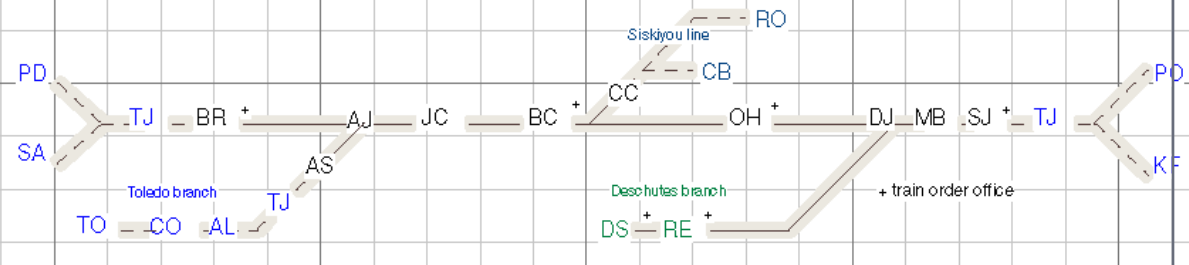 RO
Siskiyou line
PD
CB
PO
CC
TJ BR + AJ JC BC + OH + DJ MB SJ + TJ
SA
AS
KF
Toledo branch
TJ
Deschutes branch
+ train order office
TO CO AL
DS + RE +